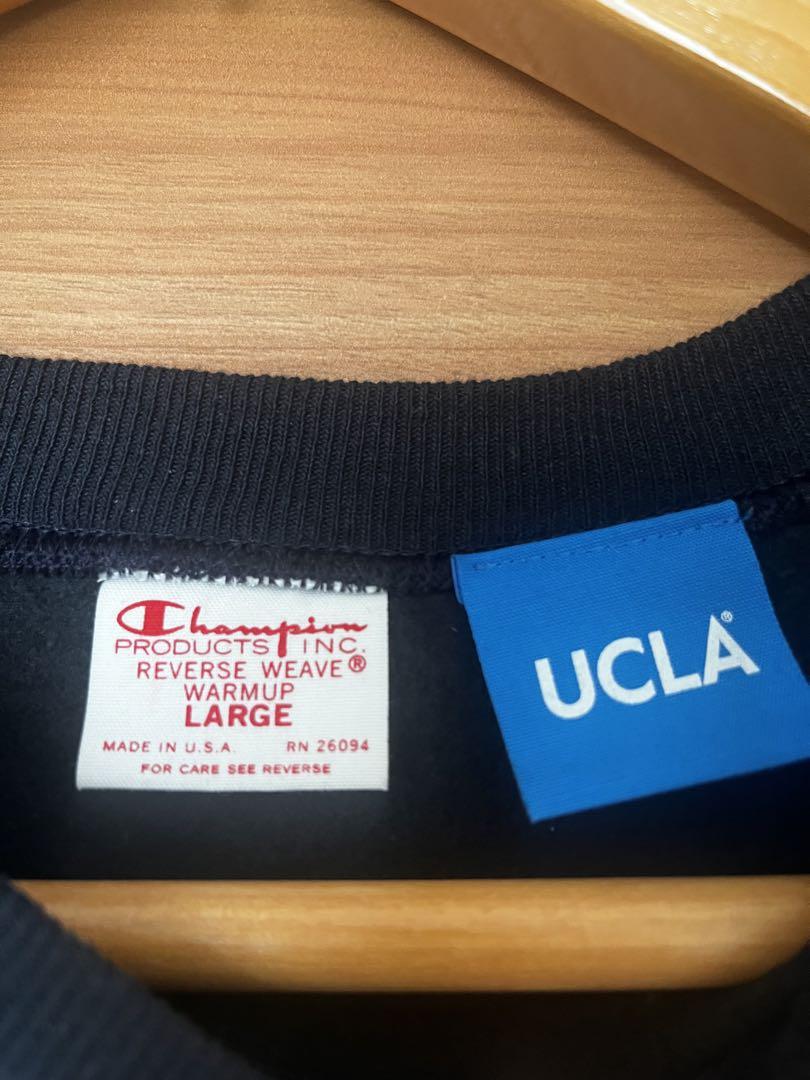 Champion
PRODUCTS INC.
REVERSE WEAVE®
WARMUP
LARGE
MADE IN U.S.A. RN 26094
FOR CARE SEE REVERSE
UCLA®